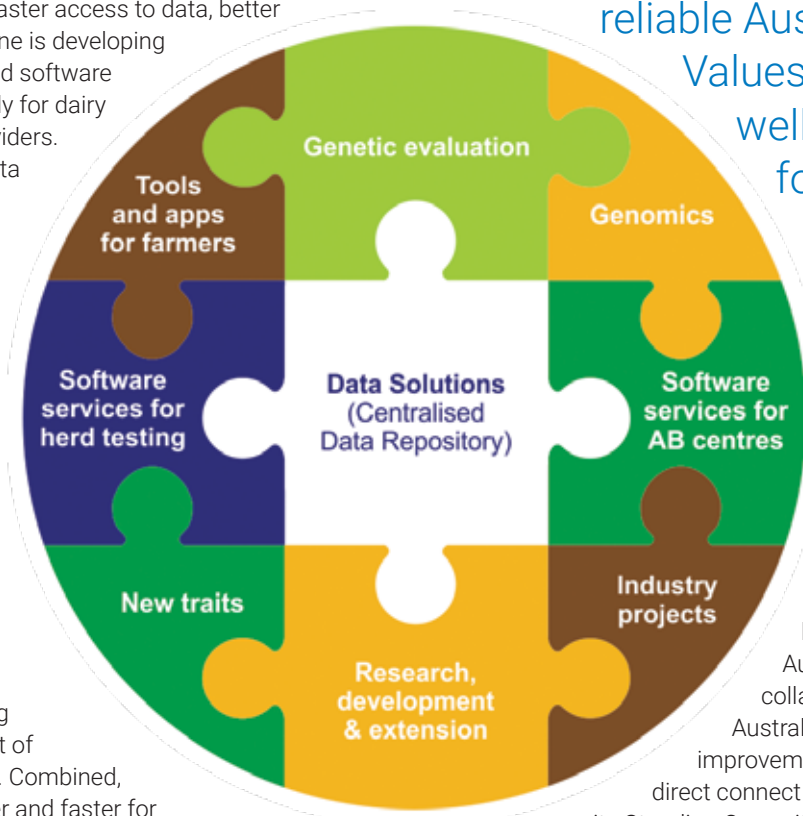 aster access to data, better
ne is developing
d software
ly for dairy
viders.
ta
reliable Aus
Values
well
fo
Genetic evaluation
Tools
and apps
for farmers
Genomics
Software
services for
herd testing
Data Solutions
(Centralised
Data Repository)
Software
services for
AB centres
New traits
Industry
projects
Research,
development
& extension
g
t of
. Combined,
er and faster for
Au
colla
Austral
improvem
direct connect